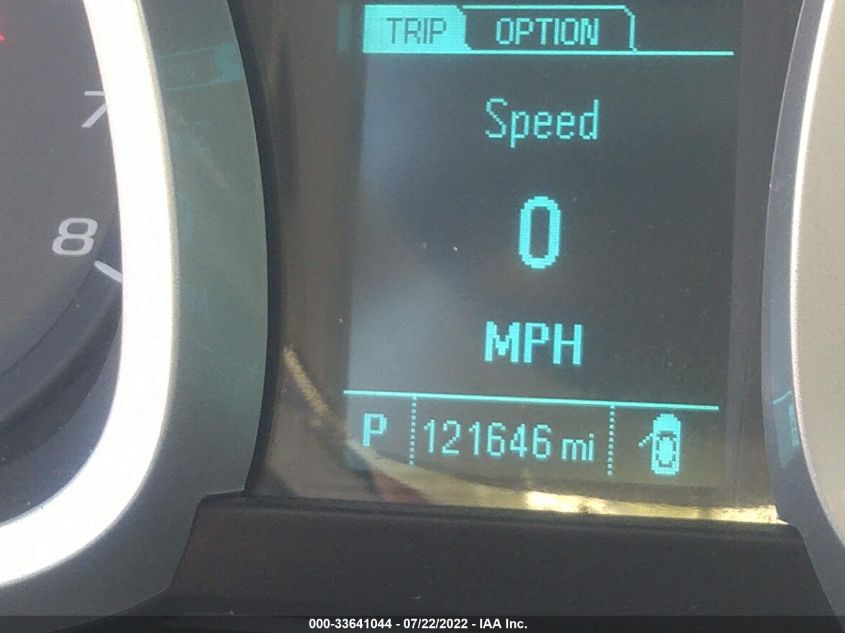 TRIP OPTION
Speed
7
0
8
MPH
P 121646 mi
000-33641044 - 07/22/2022 - IAA Inc.